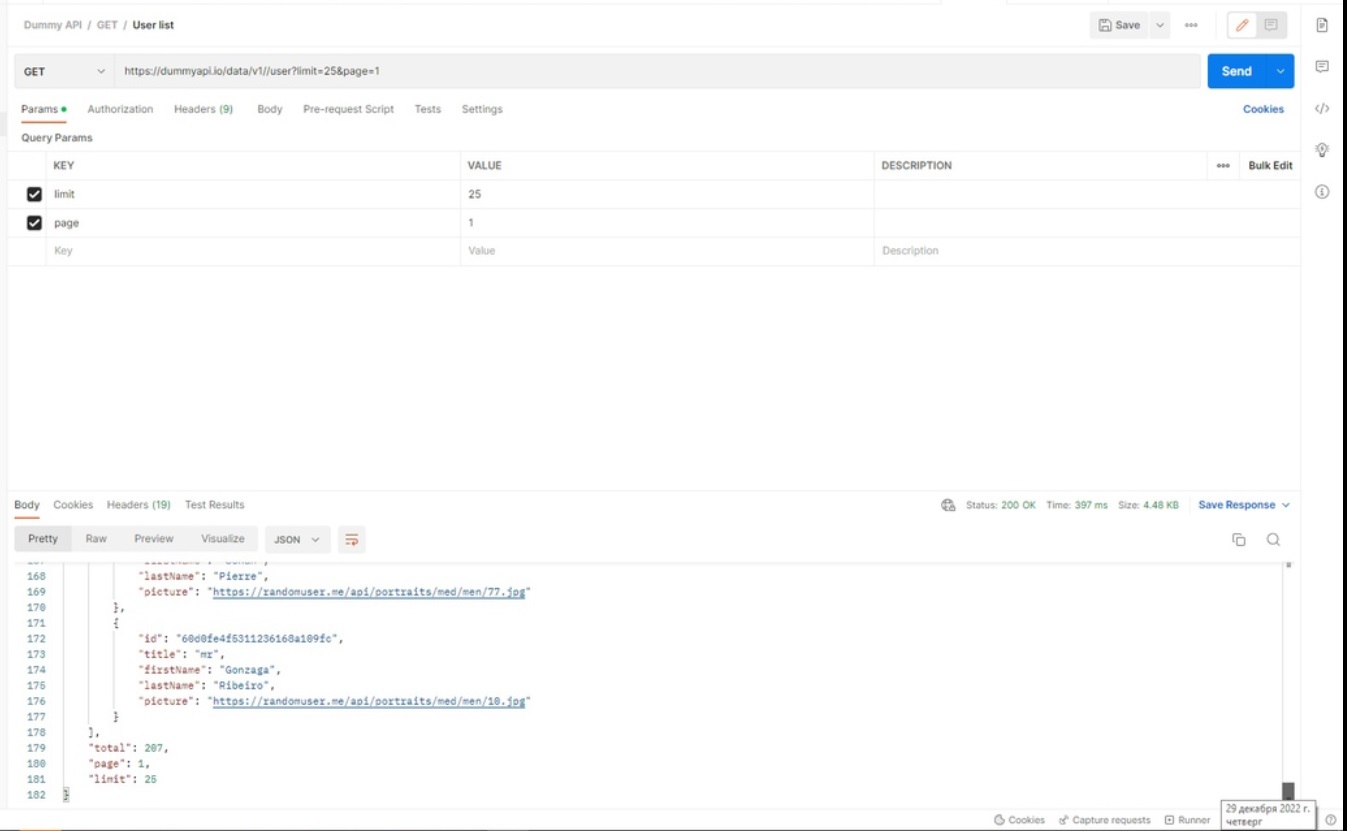 Dummy API / GET / User list
Save
GET https://dummyapi.io/data/v1//user?limit=25&page=1 Send
Params Authorization Headers (9) Body Pre-request Script Tests Settings Cookies
Query Params
KEY VALUE DESCRIPTION Bulk Edit
limit 25
page 1
Key Value Description
Body Cookies Headers (19) Test Results Status: 200 OK Time: 397 ms Size: 4.48 KB Save Response
Pretty Raw Preview Visualize JSON
168 "lastName": "Pierre",
169 "picture": "https://randomuser.me/api/portraits/med/men/77.jpg"
170 },
171 {
172 "id": "60d0fe4f5311236168a109fc",
173 "title": "mr",
174 "firstName": "Gonzaga",
175 "lastName": "Ribeiro",
176 "picture": "https://randomuser.me/api/portraits/med/men/10.jpg"
177 }
178 ],
179 "total": 207,
180 "page": 1,
181 "limit": 25
182 }
Cookies Capture requests Runner
29 декабря 2022 г.
четверг